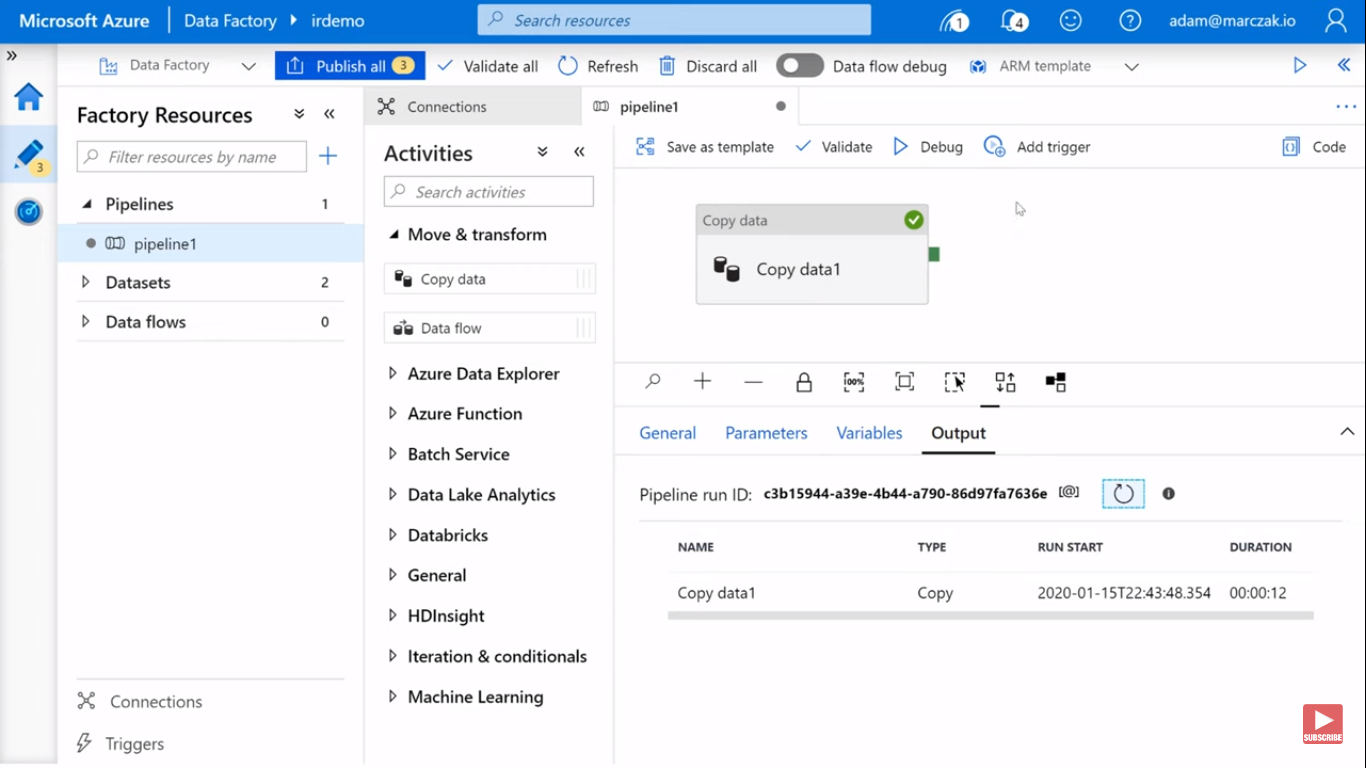 Microsoft Azure Data Factory irdemo Search resources 1 4 adam@marczak.io
Data Factory Publish all 3 Validate all Refresh Discard all Data flow debug ARM template
3
Factory Resources
Filter resources by name
Pipelines 1
pipeline1
Datasets 2
Data flows 0
Connections
Triggers
Connections pipeline1
Activities
Search activities
Move & transform
Copy data
Data flow
Azure Data Explorer
Azure Function
Batch Service
Data Lake Analytics
Databricks
General
HDInsight
Iteration & conditionals
Machine Learning
Save as template Validate Debug Add trigger Code
Copy data
Copy data1
100%
General Parameters Variables Output
Pipeline run ID: c3b15944-a39e-4b44-a790-86d97fa7636e [@]
NAME TYPE RUN START DURATION
Copy data1 Copy 2020-01-15T22:43:48.354 00:00:12
SUBSCRIBE